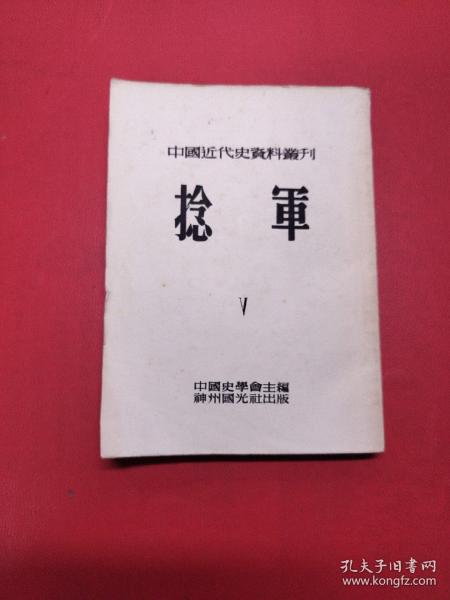 中國近代史資料叢刊
捻軍
V
中國史學會主編
神州國光社出版
孔夫子旧书网
www.kongfz.com